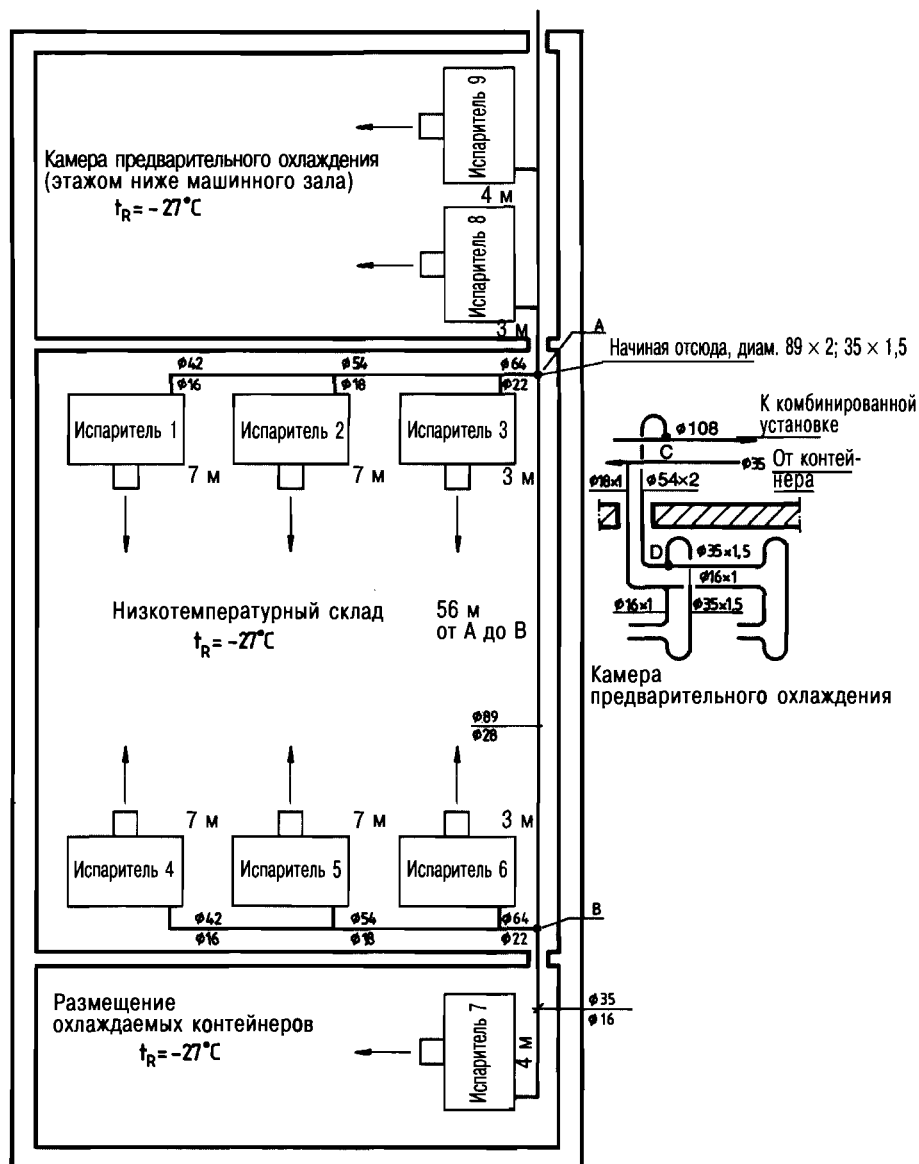 Испаритель 9
Камера предварительного охлаждения
(этажом ниже машинного зала)
tR = -27°C
4 м
Испаритель 8
3 м
A
Начиная отсюда, диам. 89 × 2; 35 × 1,5
ø42
ø16
ø54
ø18
ø64
ø22
Испаритель 1
Испаритель 2
Испаритель 3
7 м
7 м
3 м
К комбинированной
установке
ø108
C
От контей-
нера
ø35
ø18×1
ø54×2
D
ø35×1,5
ø16×1
ø16×1
ø35×1,5
Камера
предварительного охлаждения
Низкотемпературный склад
tR = -27°C
56 м
от А до В
ø89
ø28
7 м
7 м
3 м
Испаритель 4
Испаритель 5
Испаритель 6
ø42
ø16
ø54
ø18
ø64
ø22
B
Размещение
охлаждаемых контейнеров
tR = -27°C
Испаритель 7
4 м
ø35
ø16